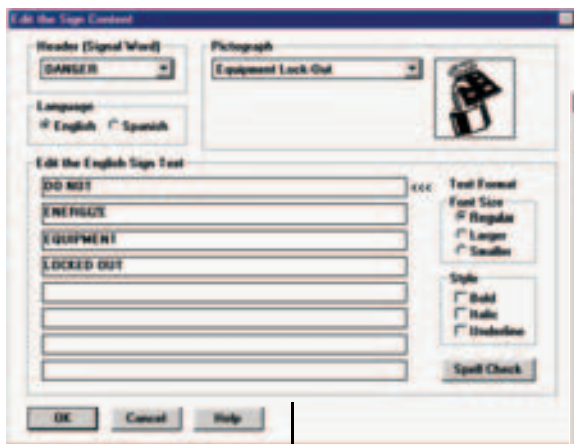 Edit the Sign Content
Header (Signal Word)
DANGER
Pictograph
Equipment Lock-Out
Language
English Spanish
Edit the English Sign Text
DO NOT
<<<
ENERGIZE
EQUIPMENT
LOCKED OUT
Text Format
Font Size
Regular
Larger
Smaller
Style
Bold
Italic
Underline
Spell Check
OK Cancel Help